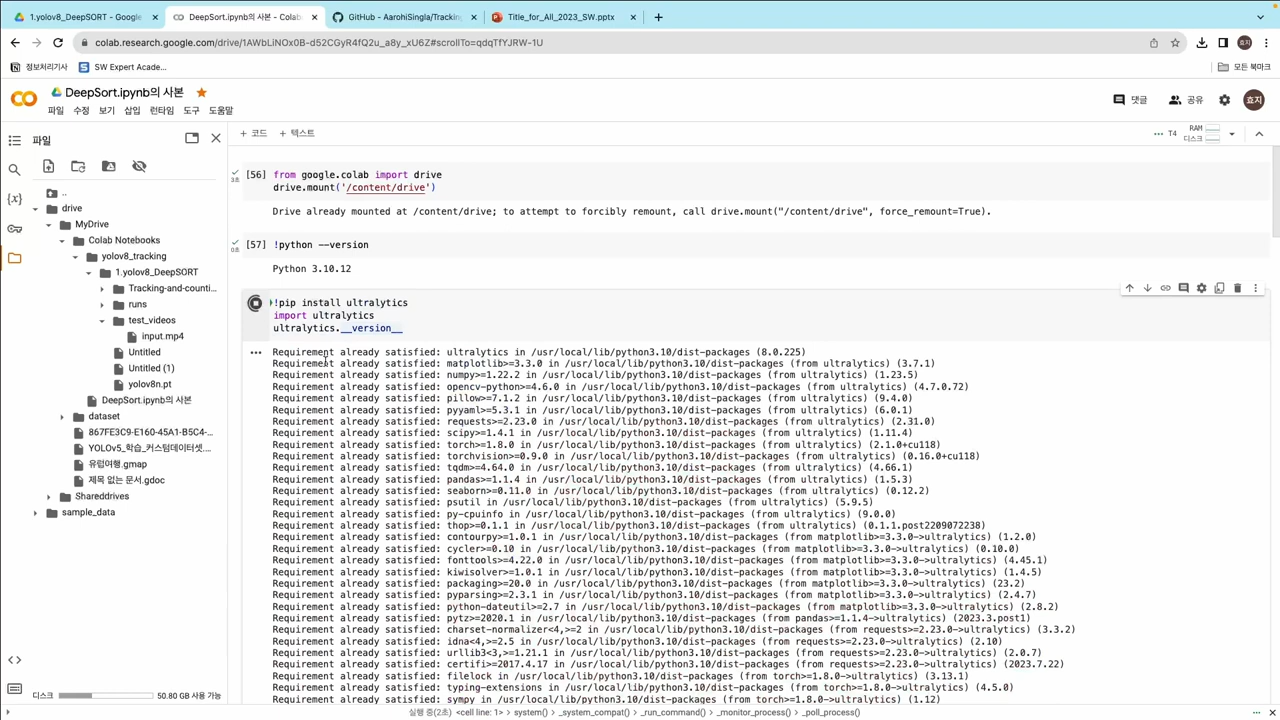 1.yolov8_DeepSORT - Google
DeepSort.ipynb의 사본 - Colab
GitHub - AarohiSingla/Tracking
Title_for_All_2023_SW.pptx
colab.research.google.com/drive/1AWbLiNOx0B-d52CGyR4fQ2u_a8y_xU6Z#scrollTo=qdqTfYJRW-1U
효지
정보처리기사
SW Expert Acade...
모든 북마크
DeepSort.ipynb의 사본
파일 수정 보기 삽입 런타임 도구 도움말
댓글
공유
효지
파일
+ 코드 + 텍스트
T4
RAM
디스크
..
drive
MyDrive
Colab Notebooks
yolov8_tracking
1.yolov8_DeepSORT
Tracking-and-counti...
runs
test_videos
input.mp4
Untitled
Untitled (1)
yolov8n.pt
DeepSort.ipynb의 사본
dataset
867FE3C9-E160-45A1-B5C4-...
YOLOv5_학습_커스텀데이터셋....
유럽여행.gmap
제목 없는 문서.gdoc
Shareddrives
sample_data
디스크
50.80 GB 사용 가능
3초
[56] from google.colab import drive
drive.mount('/content/drive')
Drive already mounted at /content/drive; to attempt to forcibly remount, call drive.mount("/content/drive", force_remount=True).
0초
[57] !python --version
Python 3.10.12
!pip install ultralytics
import ultralytics
ultralytics.__version__
Requirement already satisfied: ultralytics in /usr/local/lib/python3.10/dist-packages (8.0.225)
Requirement already satisfied: matplotlib>=3.3.0 in /usr/local/lib/python3.10/dist-packages (from ultralytics) (3.7.1)
Requirement already satisfied: numpy>=1.22.2 in /usr/local/lib/python3.10/dist-packages (from ultralytics) (1.23.5)
Requirement already satisfied: opencv-python>=4.6.0 in /usr/local/lib/python3.10/dist-packages (from ultralytics) (4.7.0.72)
Requirement already satisfied: pillow>=7.1.2 in /usr/local/lib/python3.10/dist-packages (from ultralytics) (9.4.0)
Requirement already satisfied: pyyaml>=5.3.1 in /usr/local/lib/python3.10/dist-packages (from ultralytics) (6.0.1)
Requirement already satisfied: requests>=2.23.0 in /usr/local/lib/python3.10/dist-packages (from ultralytics) (2.31.0)
Requirement already satisfied: scipy>=1.4.1 in /usr/local/lib/python3.10/dist-packages (from ultralytics) (1.11.4)
Requirement already satisfied: torch>=1.8.0 in /usr/local/lib/python3.10/dist-packages (from ultralytics) (2.1.0+cu118)
Requirement already satisfied: torchvision>=0.9.0 in /usr/local/lib/python3.10/dist-packages (from ultralytics) (0.16.0+cu118)
Requirement already satisfied: tqdm>=4.64.0 in /usr/local/lib/python3.10/dist-packages (from ultralytics) (4.66.1)
Requirement already satisfied: pandas>=1.1.4 in /usr/local/lib/python3.10/dist-packages (from ultralytics) (1.5.3)
Requirement already satisfied: seaborn>=0.11.0 in /usr/local/lib/python3.10/dist-packages (from ultralytics) (0.12.2)
Requirement already satisfied: psutil in /usr/local/lib/python3.10/dist-packages (from ultralytics) (5.9.5)
Requirement already satisfied: py-cpuinfo in /usr/local/lib/python3.10/dist-packages (from ultralytics) (9.0.0)
Requirement already satisfied: thop>=0.1.1 in /usr/local/lib/python3.10/dist-packages (from ultralytics) (0.1.1.post2209072238)
Requirement already satisfied: contourpy>=1.0.1 in /usr/local/lib/python3.10/dist-packages (from matplotlib>=3.3.0->ultralytics) (1.2.0)
Requirement already satisfied: cycler>=0.10 in /usr/local/lib/python3.10/dist-packages (from matplotlib>=3.3.0->ultralytics) (0.10.0)
Requirement already satisfied: fonttools>=4.22.0 in /usr/local/lib/python3.10/dist-packages (from matplotlib>=3.3.0->ultralytics) (4.45.1)
Requirement already satisfied: kiwisolver>=1.0.1 in /usr/local/lib/python3.10/dist-packages (from matplotlib>=3.3.0->ultralytics) (1.4.5)
Requirement already satisfied: packaging>=20.0 in /usr/local/lib/python3.10/dist-packages (from matplotlib>=3.3.0->ultralytics) (23.2)
Requirement already satisfied: pyparsing>=2.3.1 in /usr/local/lib/python3.10/dist-packages (from matplotlib>=3.3.0->ultralytics) (2.4.7)
Requirement already satisfied: python-dateutil>=2.7 in /usr/local/lib/python3.10/dist-packages (from matplotlib>=3.3.0->ultralytics) (2.8.2)
Requirement already satisfied: pytz>=2020.1 in /usr/local/lib/python3.10/dist-packages (from pandas>=1.1.4->ultralytics) (2023.3.post1)
Requirement already satisfied: charset-normalizer<4,>=2 in /usr/local/lib/python3.10/dist-packages (from requests>=2.23.0->ultralytics) (3.3.2)
Requirement already satisfied: idna<4,>=2.5 in /usr/local/lib/python3.10/dist-packages (from requests>=2.23.0->ultralytics) (2.10)
Requirement already satisfied: urllib3<3,>=1.21.1 in /usr/local/lib/python3.10/dist-packages (from requests>=2.23.0->ultralytics) (2.0.7)
Requirement already satisfied: certifi>=2017.4.17 in /usr/local/lib/python3.10/dist-packages (from requests>=2.23.0->ultralytics) (2023.7.22)
Requirement already satisfied: filelock in /usr/local/lib/python3.10/dist-packages (from torch>=1.8.0->ultralytics) (3.13.1)
Requirement already satisfied: typing-extensions in /usr/local/lib/python3.10/dist-packages (from torch>=1.8.0->ultralytics) (4.5.0)
Requirement already satisfied: sympy in /usr/local/lib/python3.10/dist-packages (from torch>=1.8.0->ultralytics) (1.12)
실행 중(2초) <cell line: 1> system() _system_compat() _run_command() _monitor_process() _poll_process()